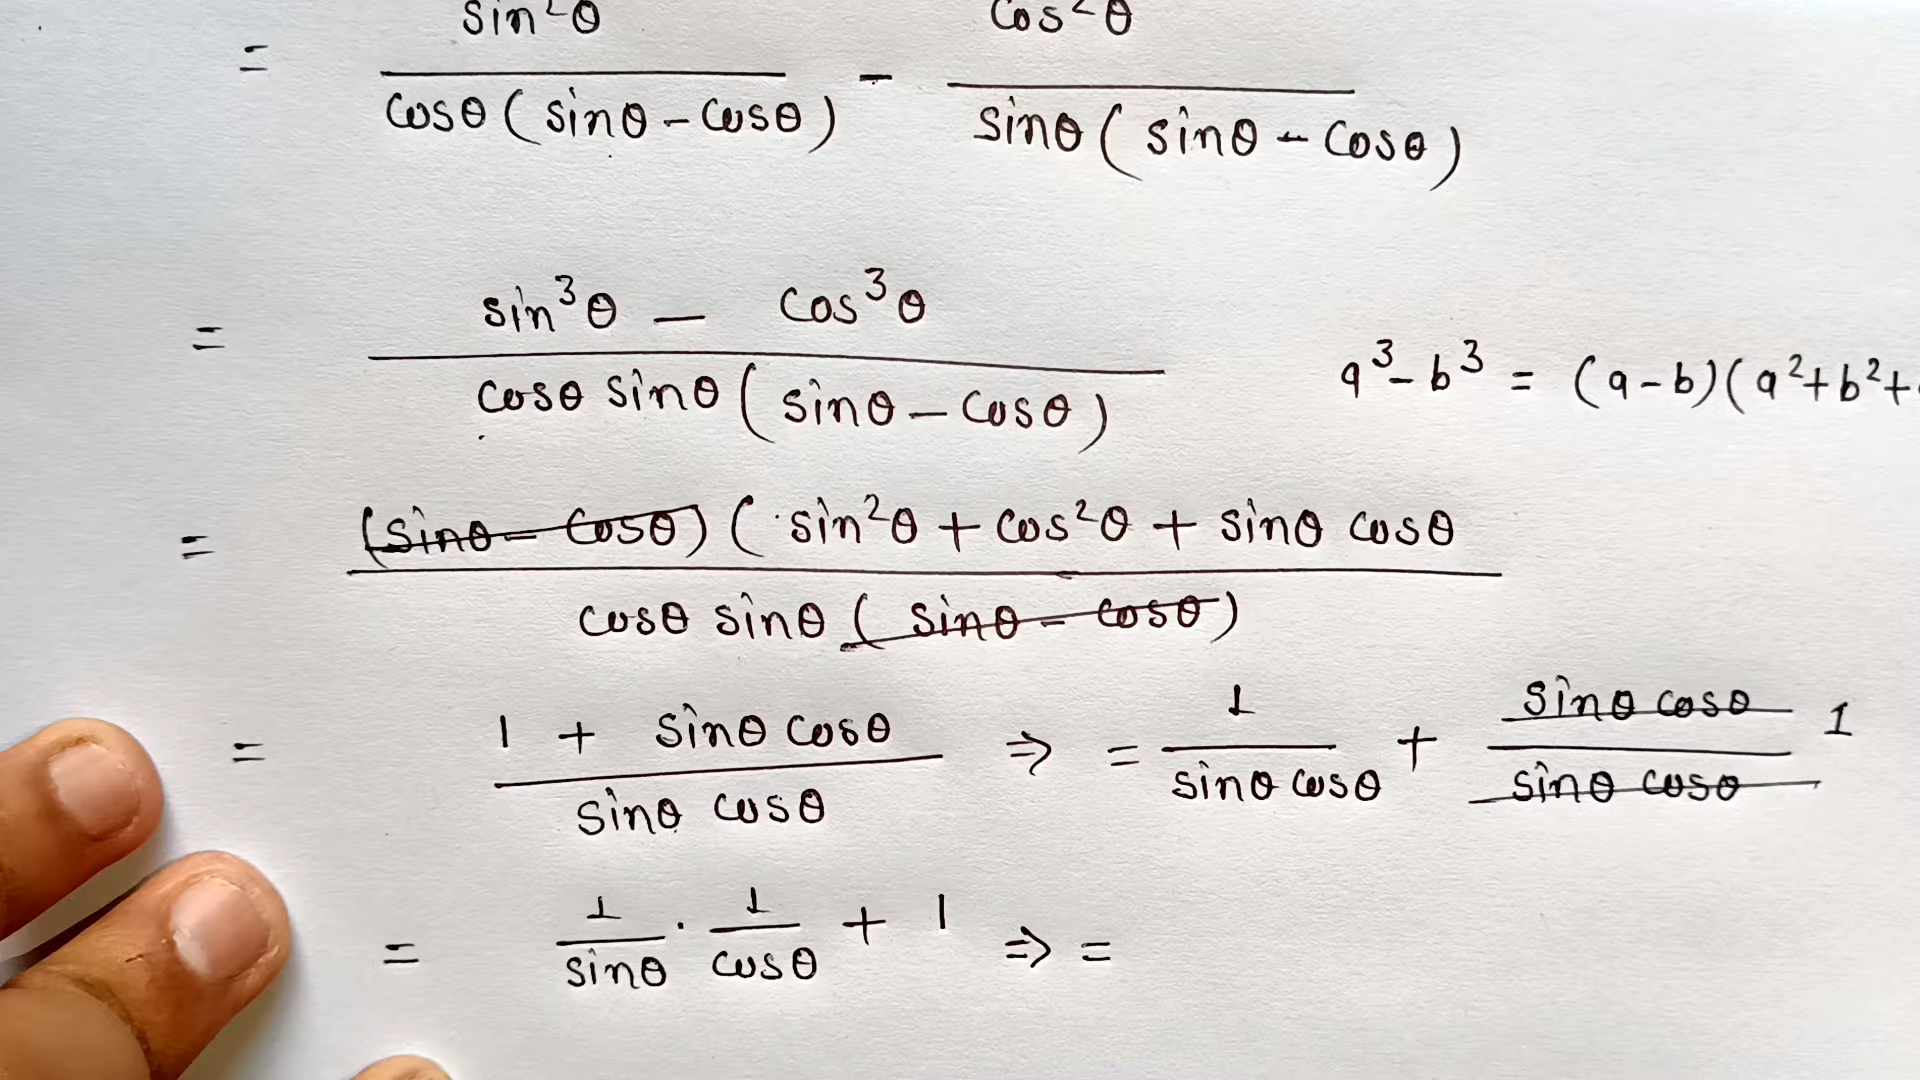 = sin²θ / cosθ (sinθ - cosθ) - cos²θ / sinθ (sinθ - cosθ)
= sin³θ - cos³θ / cosθ sinθ (sinθ - cosθ)
a³ - b³ = (a - b)(a² + b² +
= (sinθ - cosθ) (sin²θ + cos²θ + sinθ cosθ / cosθ sinθ (sinθ - cosθ)
= 1 + sinθ cosθ / sinθ cosθ ⇒ = 1 / sinθ cosθ + sinθ cosθ / sinθ cosθ 1
= 1 / sinθ · 1 / cosθ + 1 ⇒ =